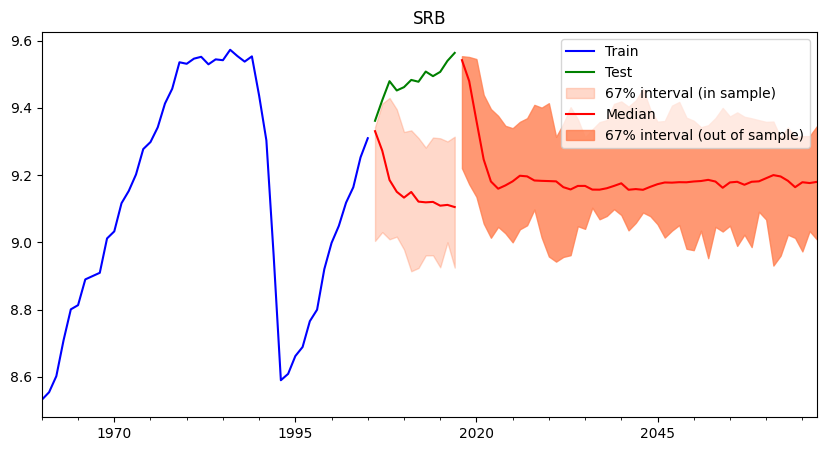 SRB
9.6
9.4
9.2
9.0
8.8
8.6
1970
1995
2020
2045
Train
Test
67% interval (in sample)
Median
67% interval (out of sample)